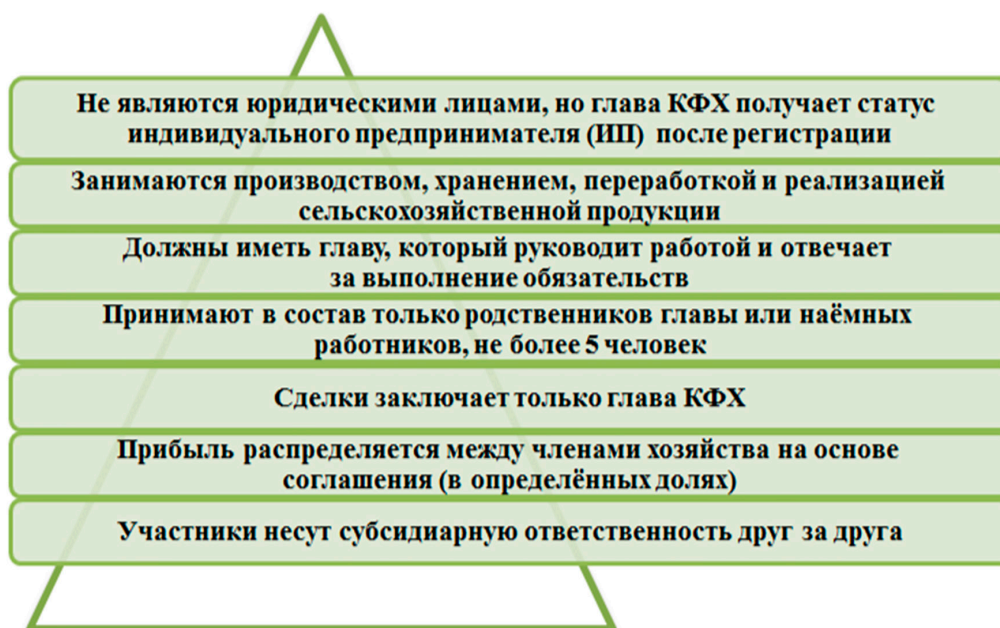 Не являются юридическими лицами, но глава КФХ получает статус
индивидуального предпринимателя (ИП) после регистрации
Занимаются производством, хранением, переработкой и реализацией
сельскохозяйственной продукции
Должны иметь главу, который руководит работой и отвечает
за выполнение обязательств
Принимают в состав только родственников главы или наёмных
работников, не более 5 человек
Сделки заключает только глава КФХ
Прибыль распределяется между членами хозяйства на основе
соглашения (в определённых долях)
Участники несут субсидиарную ответственность друг за друга